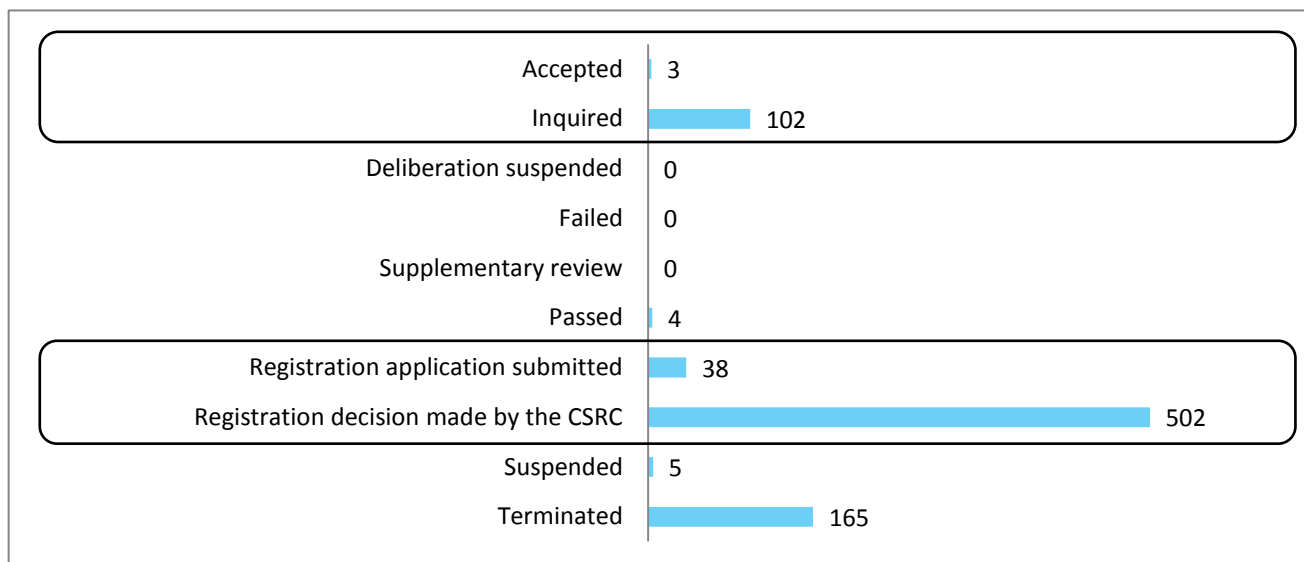 Accepted 3
Inquired 102
Deliberation suspended 0
Failed 0
Supplementary review 0
Passed 4
Registration application submitted 38
Registration decision made by the CSRC 502
Suspended 5
Terminated 165